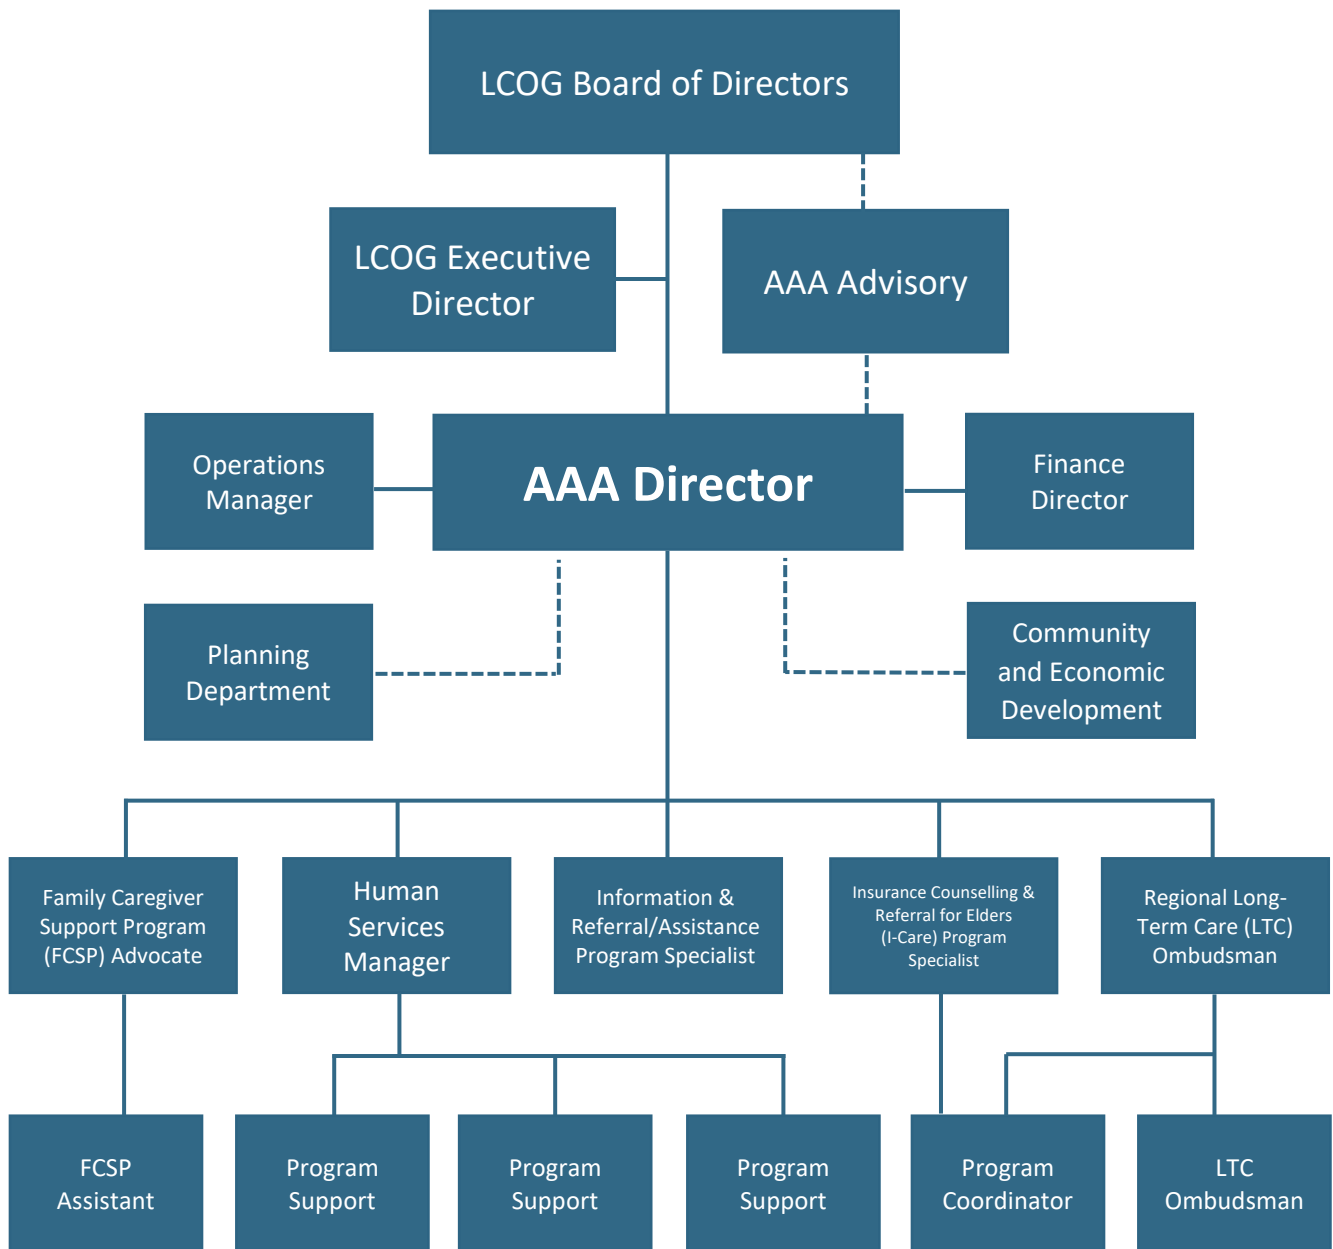 LCOG Board of Directors
LCOG Executive
Director
AAA Advisory
Operations
Manager
AAA Director
Finance
Director
Planning
Department
Community
and Economic
Development
Family Caregiver
Support Program
(FCSP) Advocate
Human
Services
Manager
Information &
Referral/Assistance
Program Specialist
Insurance Counselling &
Referral for Elders
(I-Care) Program
Specialist
Regional Long-
Term Care (LTC)
Ombudsman
FCSP
Assistant
Program
Support
Program
Support
Program
Support
Program
Coordinator
LTC
Ombudsman